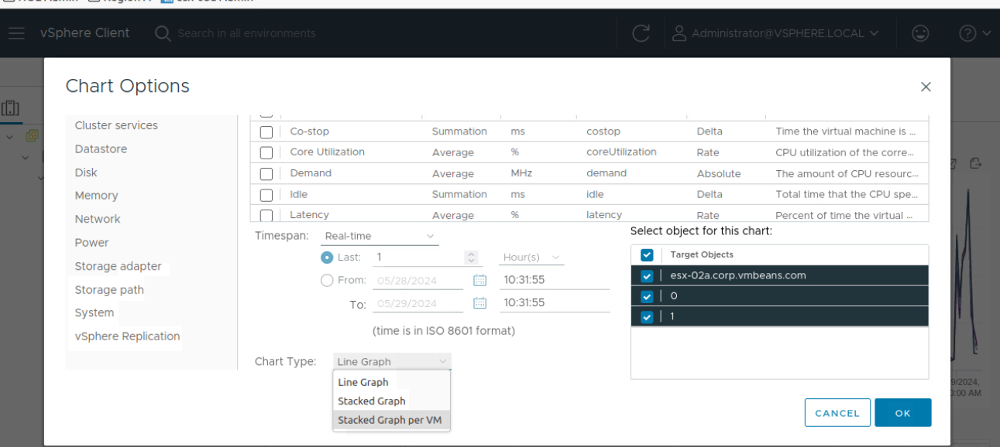 vSphere Client
Search in all environments
Administrator@VSPHERE.LOCAL
Chart Options
Cluster services
Datastore
Disk
Memory
Network
Power
Storage adapter
Storage path
System
vSphere Replication
Co-stop Summation ms costop Delta Time the virtual machine is ...
Core Utilization Average % coreUtilization Rate CPU utilization of the corre...
Demand Average MHz demand Absolute The amount of CPU resourc...
Idle Summation ms idle Delta Total time that the CPU spe...
Latency Average % latency Rate Percent of time the virtual ...
Timespan: Real-time
Last: 1 Hour(s)
From: 05/28/2024 10:31:55
To: 05/29/2024 10:31:55
(time is in ISO 8601 format)
Chart Type: Line Graph
Line Graph
Stacked Graph
Stacked Graph per VM
Select object for this chart:
Target Objects
esx-02a.corp.vmbeans.com
0
1
9/2024,
0:00 AM
CANCEL
OK